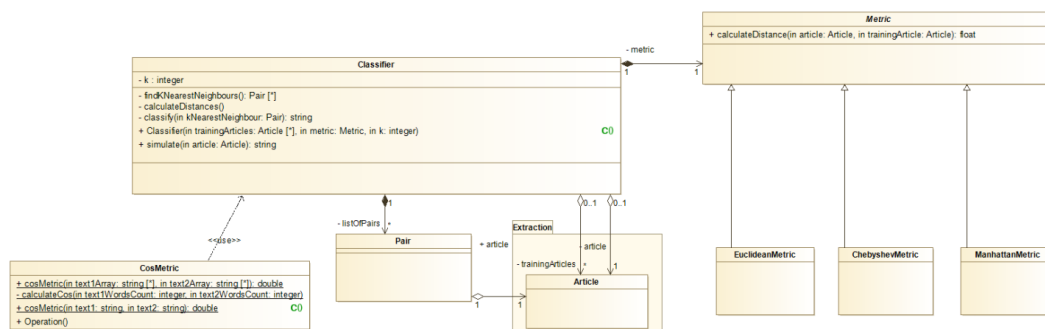 Metric
+ calculateDistance(in article: Article, in trainingArticle: Article): float
- metric
1
1
Classifier
- k : integer
- findKNearestNeighbours(): Pair [*]
- calculateDistances()
- classify(in kNearestNeighbour: Pair): string
+ Classifier(in trainingArticles: Article [*], in metric: Metric, in k: integer)
C()
+ simulate(in article: Article): string
1
0..1
0..1
<<use>>
- listOfPairs
*
Pair
+ article
Extraction
- article
- trainingArticles
*
1
Article
1
1
CosMetric
+ cosMetric(in text1Array: string [*], in text2Array: string [*]): double
- calculateCos(in text1WordsCount: integer, in text2WordsCount: integer)
+ cosMetric(in text1: string, in text2: string): double
C()
+ Operation()
EuclideanMetric
ChebyshevMetric
ManhattanMetric